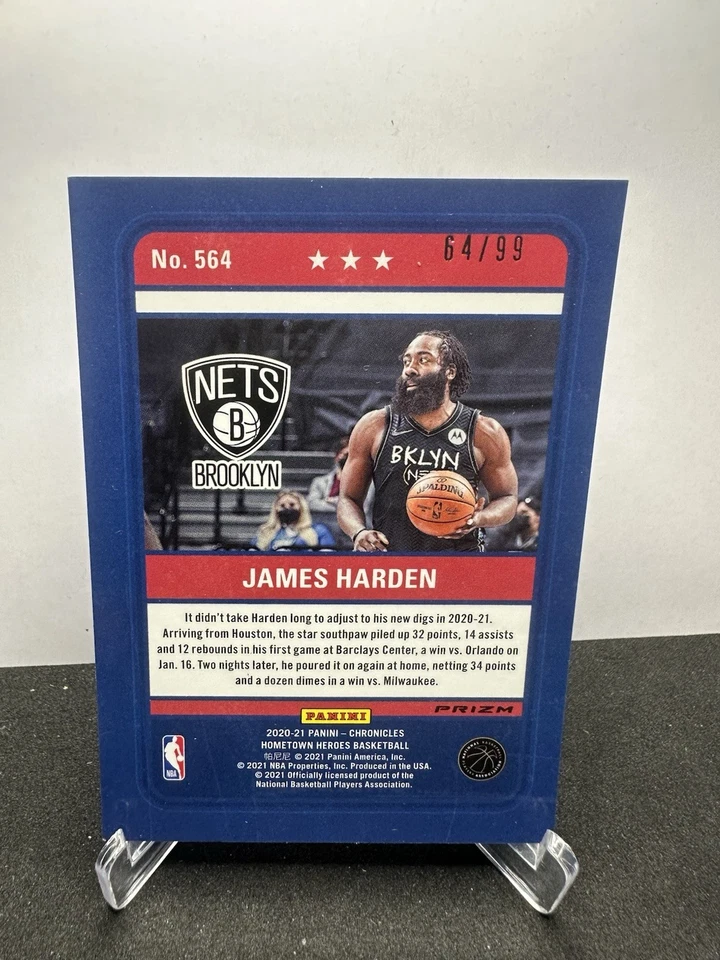 No. 564
64/99
NETS
B
BROOKLYN
BKLYN
SPALDING
JAMES HARDEN
It didn't take Harden long to adjust to his new digs in 2020-21.
Arriving from Houston, the star southpaw piled up 32 points, 14 assists
and 12 rebounds in his first game at Barclays Center, a win vs. Orlando on
Jan. 16. Two nights later, he poured it on again at home, netting 34 points
and a dozen dimes in a win vs. Milwaukee.
PANINI
PRIZM
2020-21 PANINI – CHRONICLES
HOMETOWN HEROES BASKETBALL
帕尼尼 © 2021 Panini America, Inc.
© 2021 NBA Properties, Inc. Produced in the USA.
© 2021 Officially licensed product of the
National Basketball Players Association.
NBA